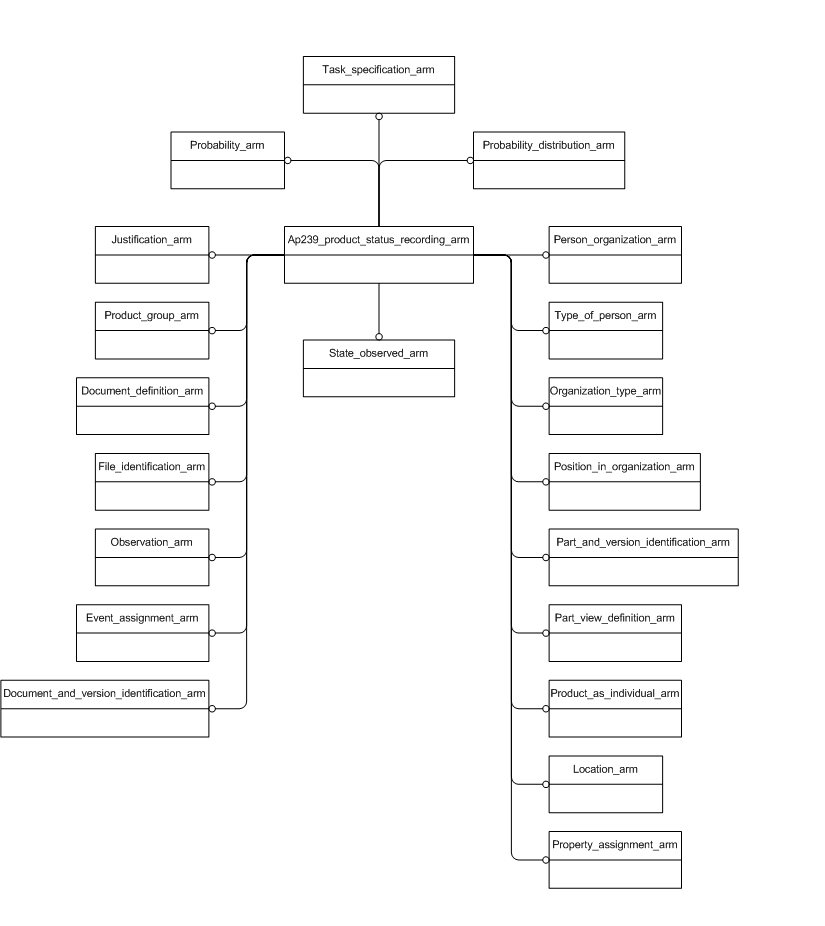 Task_specification_arm
Probability_arm
Probability_distribution_arm
Justification_arm
Ap239_product_status_recording_arm
Person_organization_arm
Product_group_arm
Type_of_person_arm
State_observed_arm
Document_definition_arm
Organization_type_arm
File_identification_arm
Position_in_organization_arm
Observation_arm
Part_and_version_identification_arm
Event_assignment_arm
Part_view_definition_arm
Document_and_version_identification_arm
Product_as_individual_arm
Location_arm
Property_assignment_arm